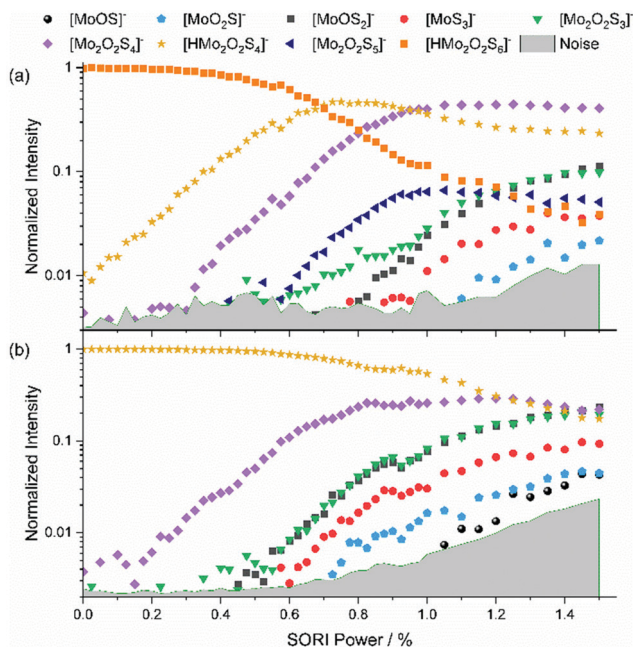 [MoOS]⁻ [MoO₂S]⁻ [MoOS₂]⁻ [MoS₃]⁻ [Mo₂O₂S₃]⁻
[Mo₂O₂S₄]⁻ [HMo₂O₂S₄]⁻ [Mo₂O₂S₅]⁻ [HMo₂O₂S₆]⁻ Noise
(a)
1
0.1
0.01
Normalized Intensity
(b)
1
0.1
0.01
Normalized Intensity
0.0 0.2 0.4 0.6 0.8 1.0 1.2 1.4
SORI Power / %